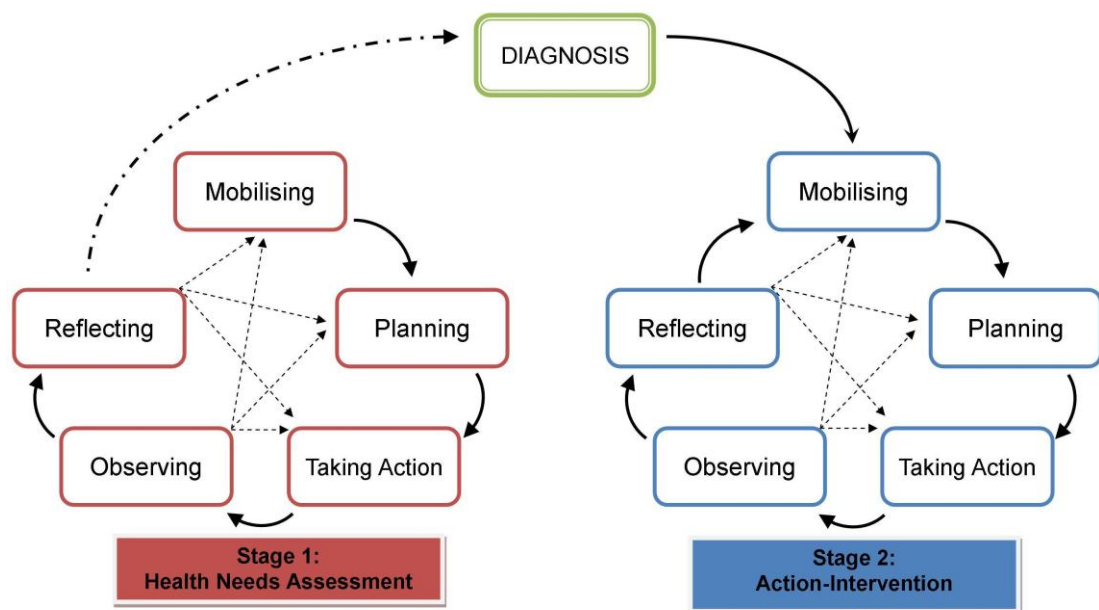 DIAGNOSIS
Mobilising
Reflecting
Planning
Observing
Taking Action
Stage 1:
Health Needs Assessment
Mobilising
Reflecting
Planning
Observing
Taking Action
Stage 2:
Action-Intervention